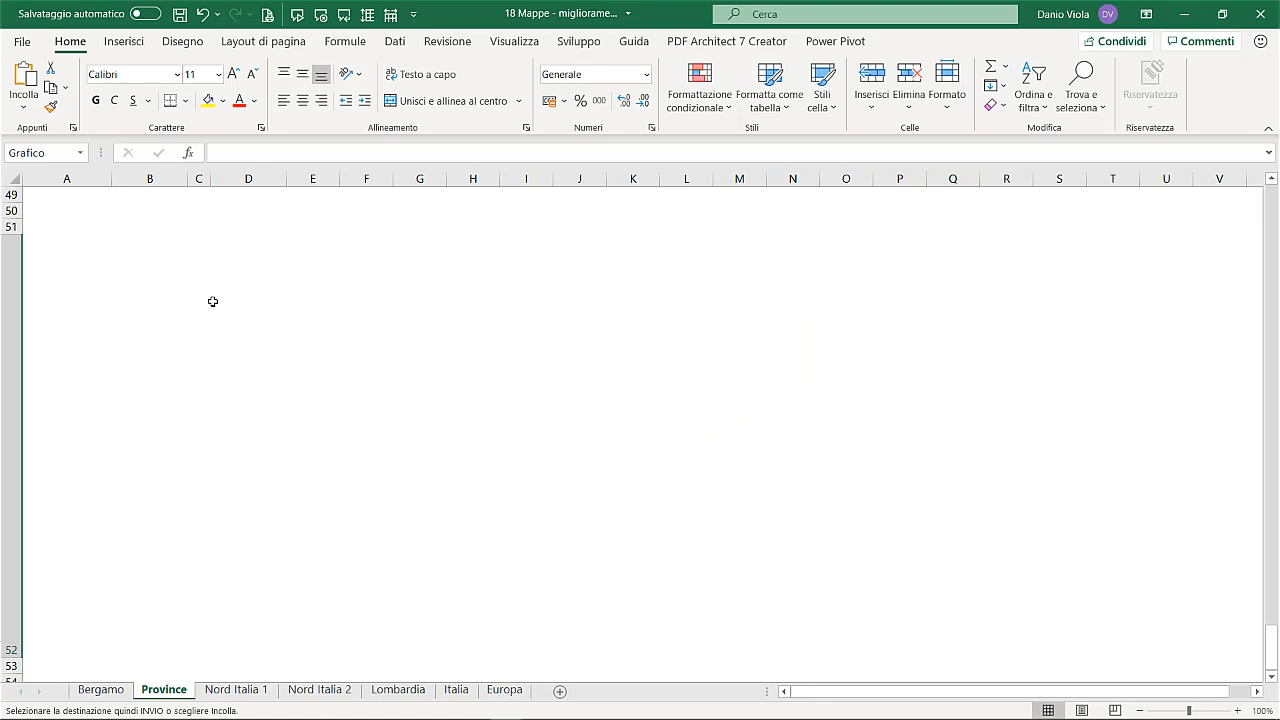 Salvataggio automatico
18 Mappe - migliorame...
Cerca
Danio Viola
DV
File
Home
Inserisci
Disegno
Layout di pagina
Formule
Dati
Revisione
Visualizza
Sviluppo
Guida
PDF Architect 7 Creator
Power Pivot
Condividi
Commenti
Incolla
Calibri
11
G C S
ab Testo a capo
Unisci e allinea al centro
Generale
% 000
Formattazione condizionale
Formatta come tabella
Stili cella
Inserisci
Elimina
Formato
Ordina e filtra
Trova e seleziona
Riservatezza
Appunti
Carattere
Allineamento
Numeri
Stili
Celle
Modifica
Riservatezza
Grafico
fx
A B C D E F G H I J K L M N O P Q R S T U V
49
50
51
52
53
54
Bergamo
Province
Nord Italia 1
Nord Italia 2
Lombardia
Italia
Europa
Selezionare la destinazione quindi INVIO o scegliere Incolla.
100%